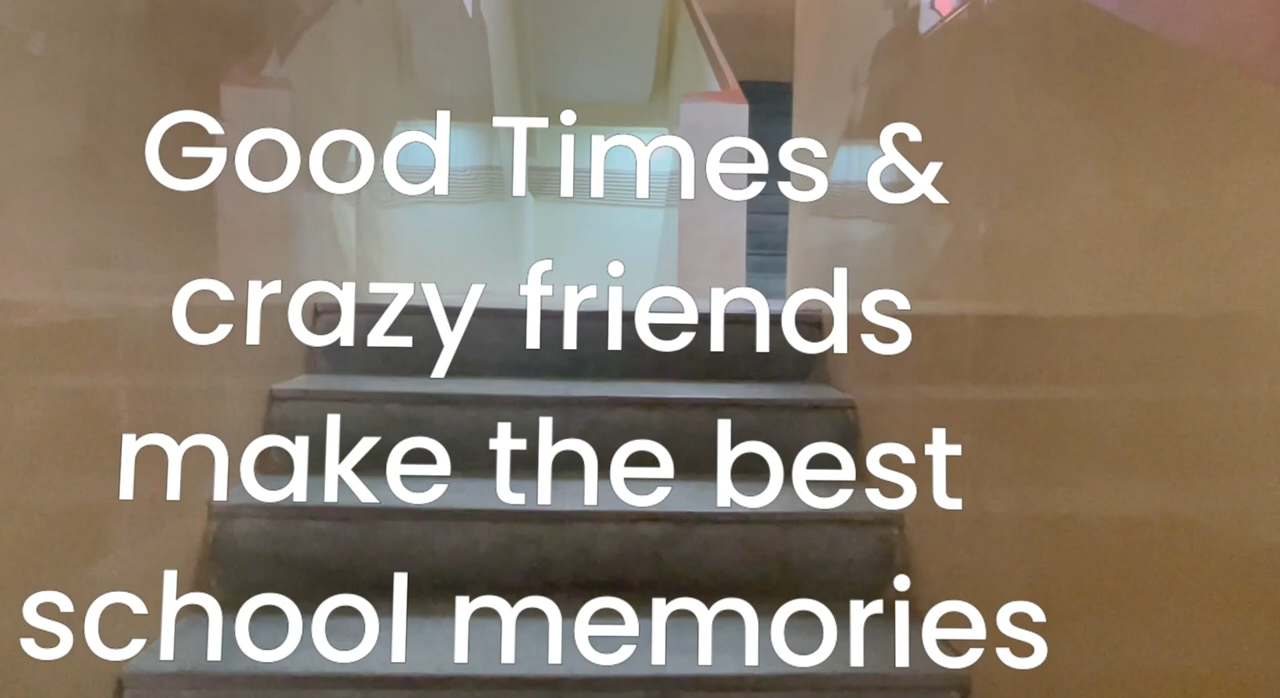 Good Times &
crazy friends
make the best
school memories